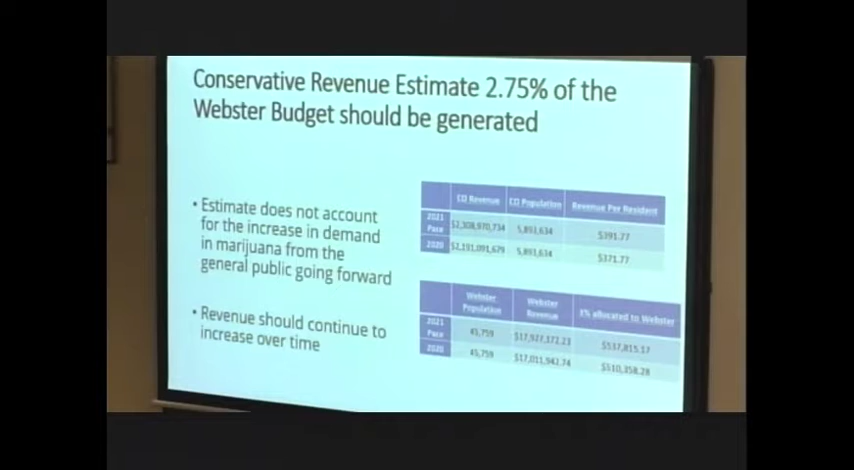 Conservative Revenue Estimate 2.75% of the
Webster Budget should be generated
• Estimate does not account
for the increase in demand
in marijuana from the
general public going forward
• Revenue should continue to
increase over time
CO Revenue CO Population Revenue Per Resident
2021 Pace $2,308,970,734 5,893,634 $391.77
2020 $2,191,091,679 5,893,634 $371.77
Webster Population Webster Revenue 3% allocated to Webster
2021 Pace 45,759 $17,927,172.23 $537,815.17
2020 45,759 $17,011,942.74 $510,358.28